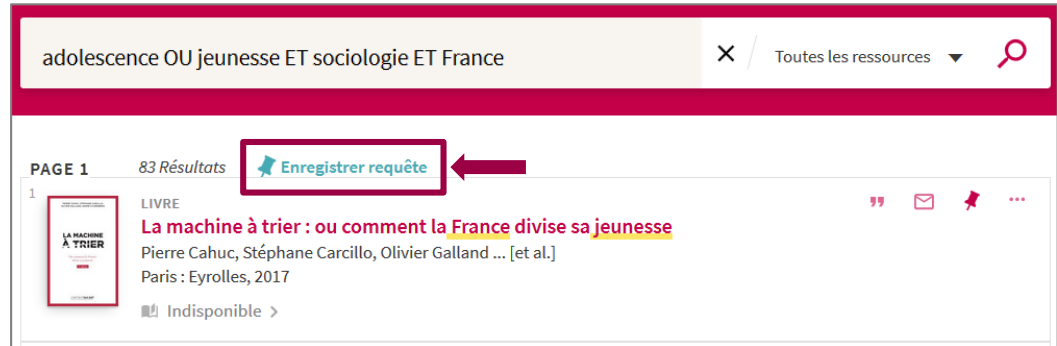 adolescence OU jeunesse ET sociologie ET France
Toutes les ressources
PAGE 1
83 Résultats
Enregistrer requête
1
LIVRE
La machine à trier : ou comment la France divise sa jeunesse
Pierre Cahuc, Stéphane Carcillo, Olivier Galland ... [et al.]
Paris : Eyrolles, 2017
Indisponible
LA MACHINE
À TRIER